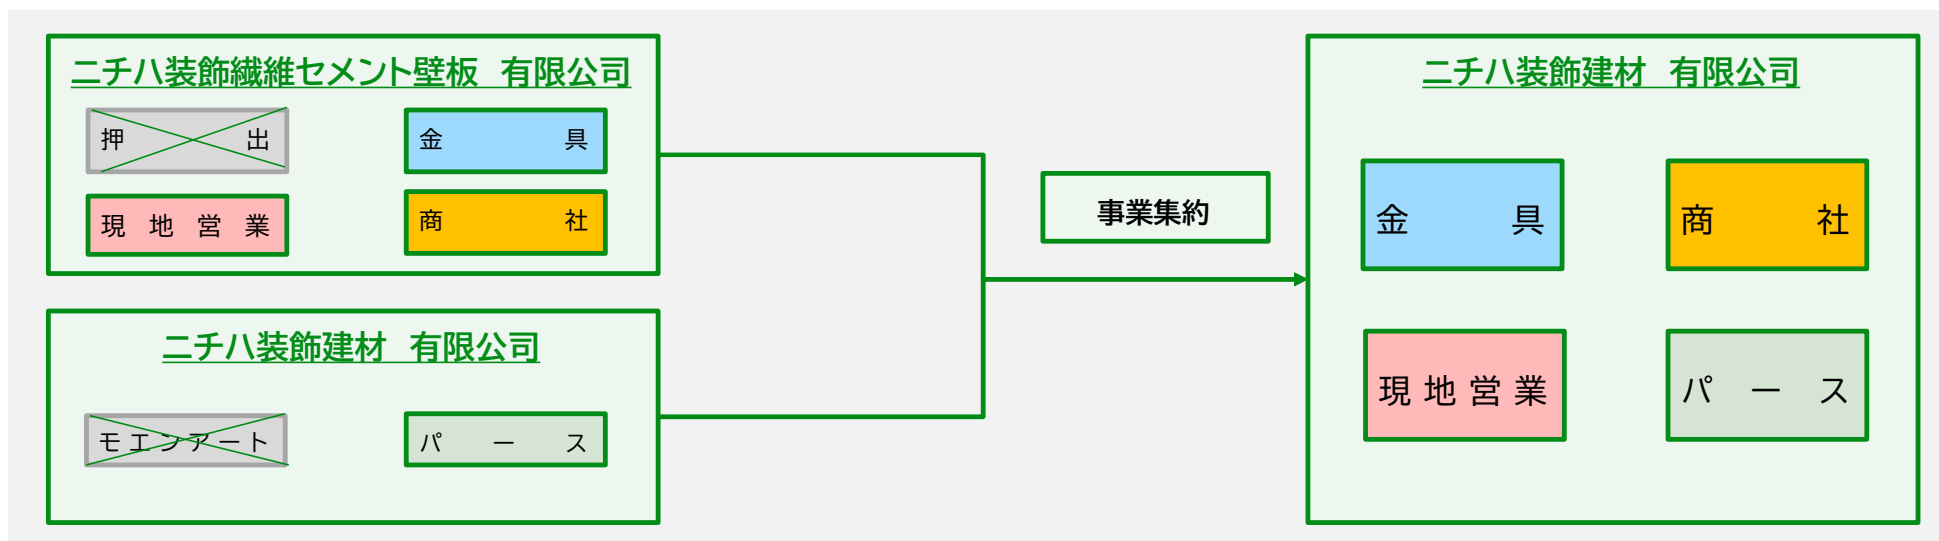 ニチハ装飾繊維セメント壁板　有限公司
押出
金具
現地営業
商社
ニチハ装飾建材　有限公司
モエンアート
パース
事業集約
ニチハ装飾建材　有限公司
金具
商社
現地営業
パース